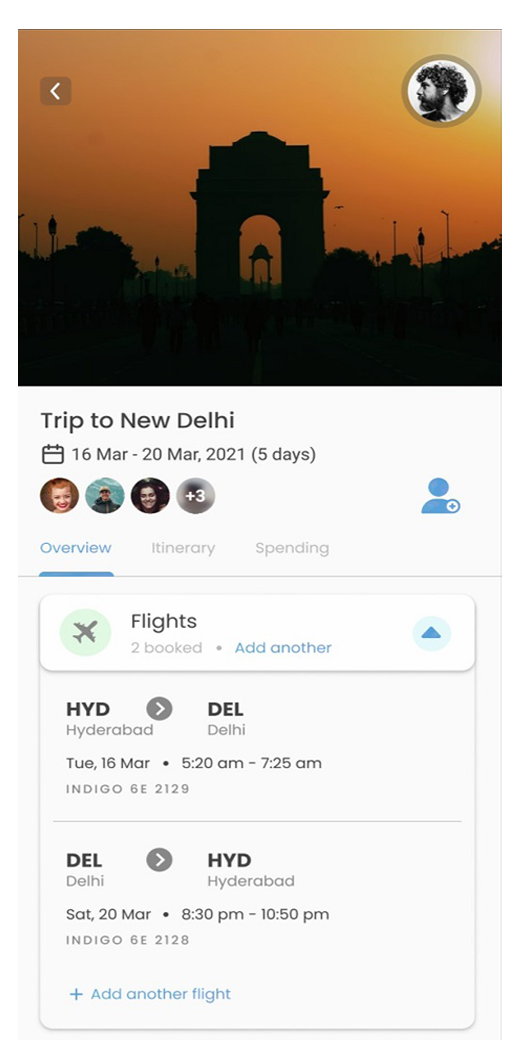 Trip to New Delhi
16 Mar - 20 Mar, 2021 (5 days)
+3
Overview Itinerary Spending
Flights
2 booked • Add another
HYD DEL
Hyderabad Delhi
Tue, 16 Mar • 5:20 am - 7:25 am
INDIGO 6E 2129
DEL HYD
Delhi Hyderabad
Sat, 20 Mar • 8:30 pm - 10:50 pm
INDIGO 6E 2128
+ Add another flight